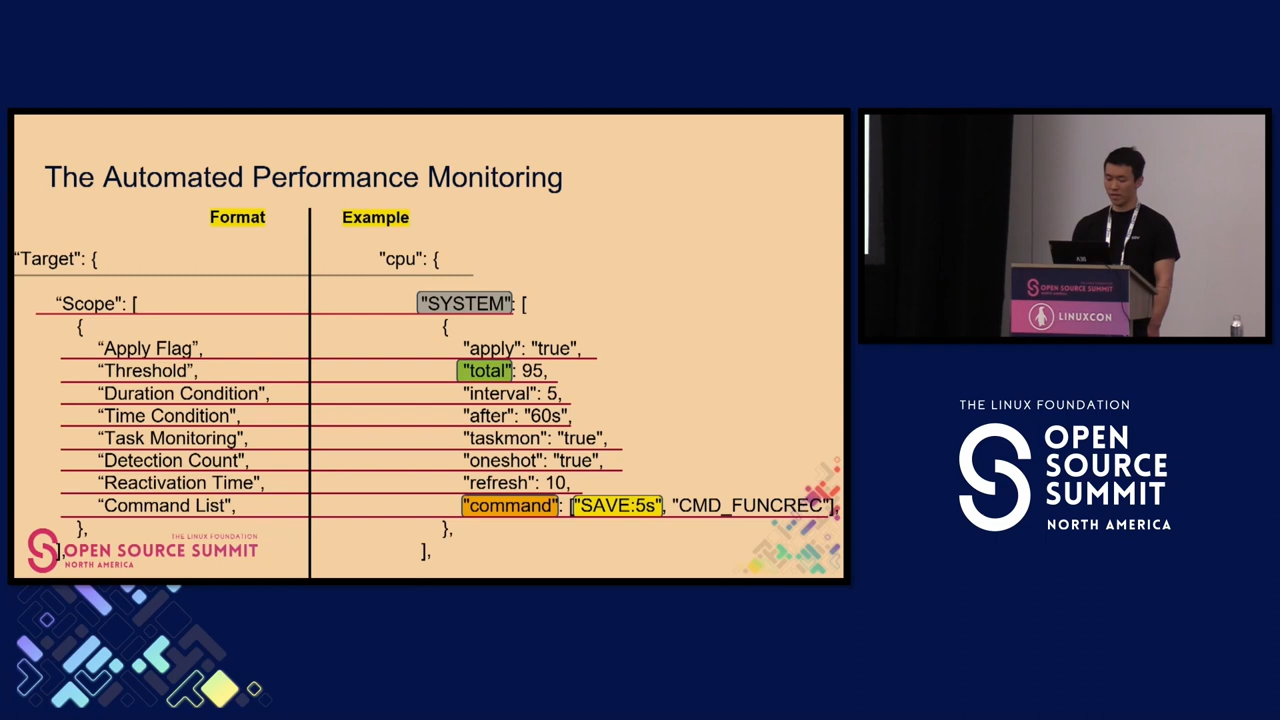 The Automated Performance Monitoring
Format
Example
“Target": {
"cpu": {
“Scope": [
"SYSTEM": [
{
{
“Apply Flag”,
"apply": "true",
“Threshold”,
"total": 95,
“Duration Condition",
"interval": 5,
“Time Condition",
"after": "60s",
“Task Monitoring",
"taskmon": "true",
“Detection Count",
"oneshot": "true",
“Reactivation Time",
"refresh": 10,
“Command List",
"command": ["SAVE:5s", "CMD_FUNCREC"],
},
},
],
],
THE LINUX FOUNDATION
OPEN SOURCE SUMMIT
NORTH AMERICA
OPEN SOURCE SUMMIT
NORTH AMERICA
LINUXCON
THE LINUX FOUNDATION
OPEN
SOURCE
SUMMIT
NORTH AMERICA